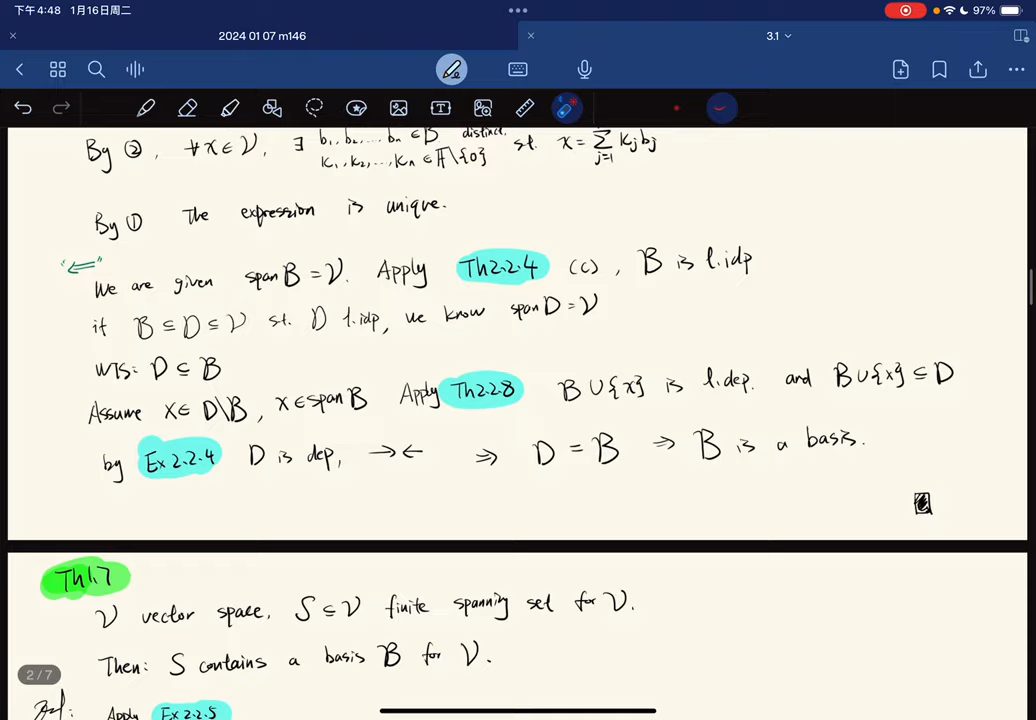 下午4:48 1月16日周二
97%
2024 01 07 m146
3.1
By ②, ∀x∈V, ∃ b₁,b₂,...bₙ∈B distinct, k₁,k₂,...,kₙ∈F\{0} st. x = Σⱼ₌₁ kⱼbⱼ
By ① The expression is unique.
"⇐"
We are given span B = V. Apply Th2.2.4 (c), B is l.idp
if B ⊆ D ⊆ V st. D l.idp, we know span D = V
WTS: D ⊆ B
Assume x∈D\B, x∈span B Apply Th2.2.8 B∪{x} is l.dep. and B∪{x} ⊆ D
by Ex 2.2.4 D is dep, →← ⇒ D = B ⇒ B is a basis.
Th1.7
V vector space, S ⊆ V finite spanning set for V.
Then: S contains a basis B for V.
2/7
Apply Ex 2.2.5